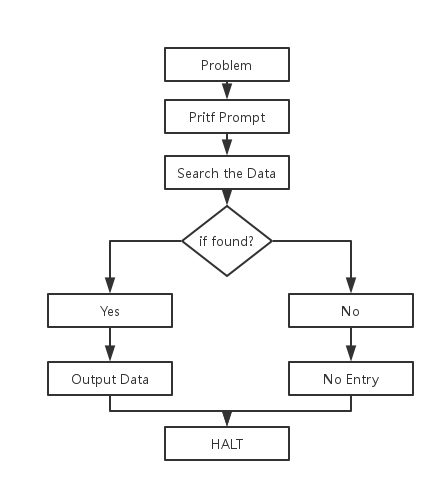 Problem
Pritf Prompt
Search the Data
if found?
Yes
No
Output Data
No Entry
HALT